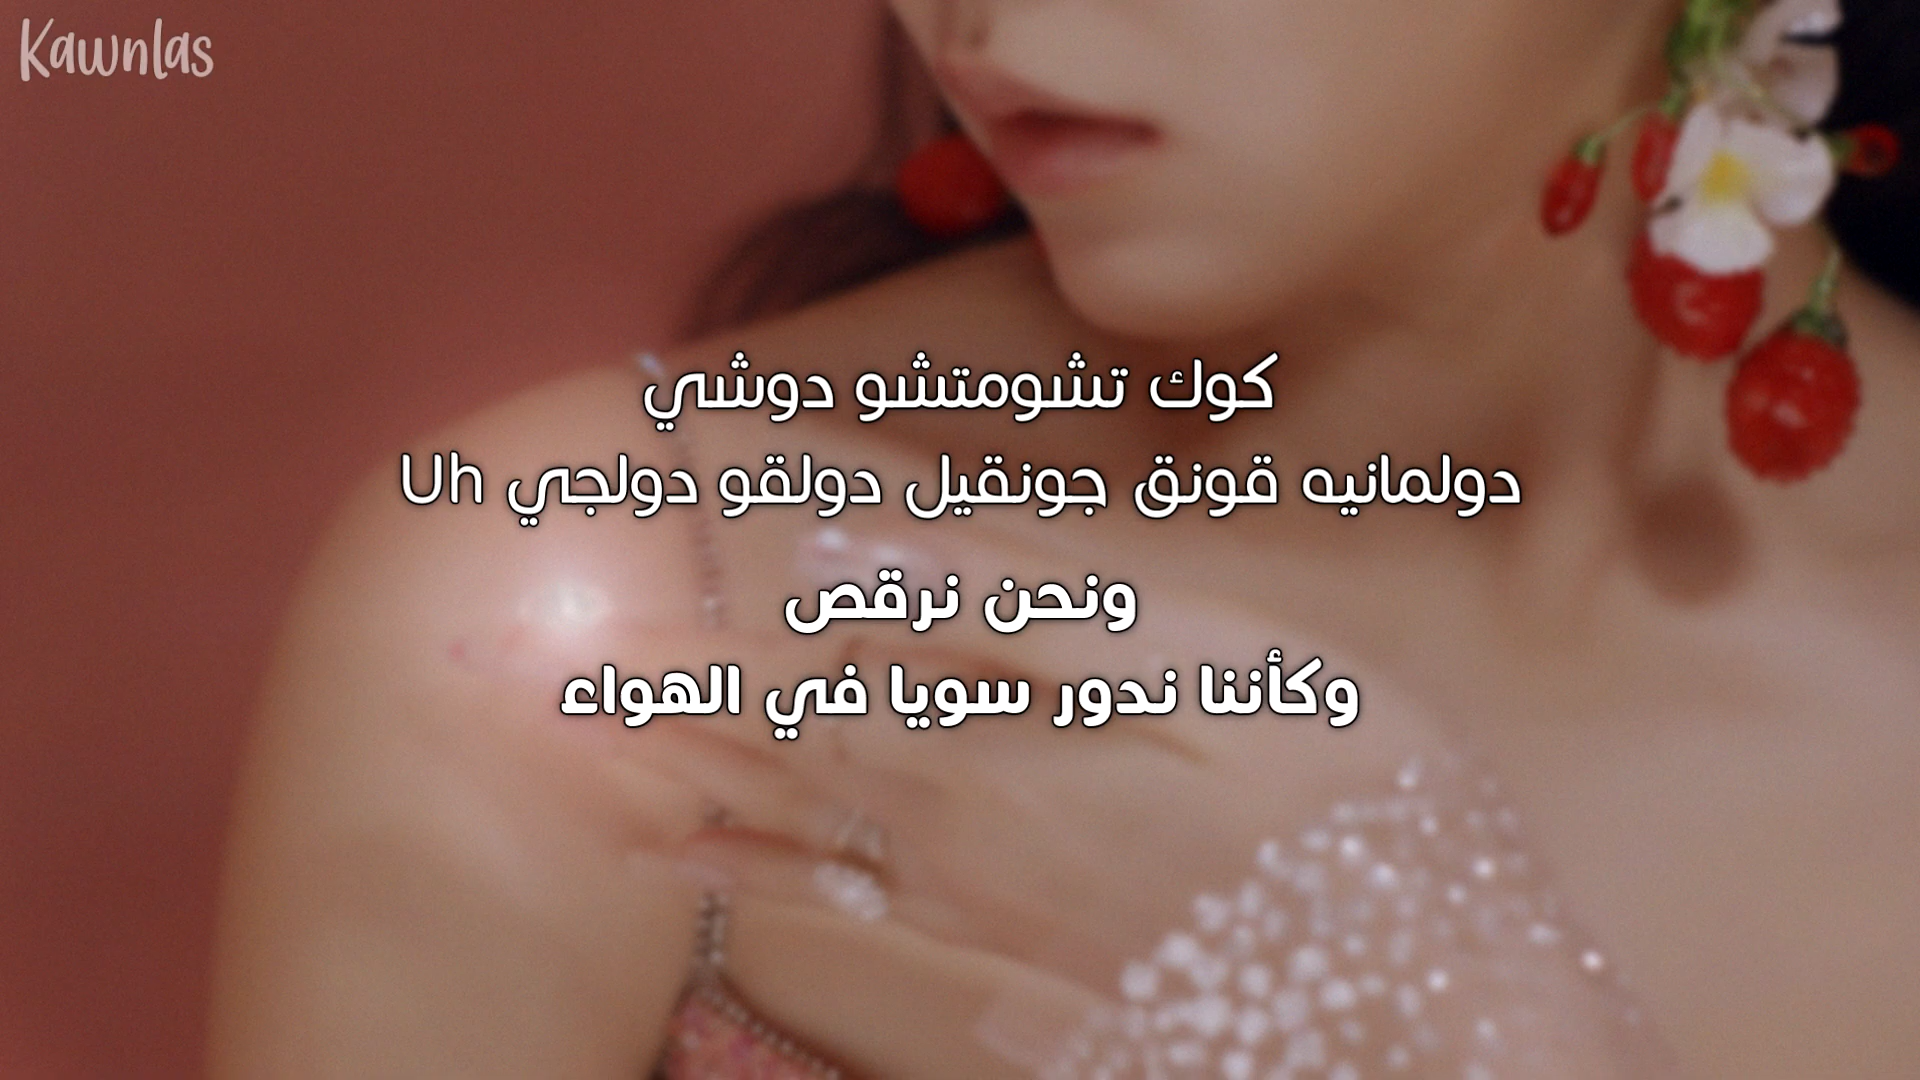 Kawnlas
كوك تشومتشو دوشي
دولمانيه قونق جونقيل دولقو دولجي Uh
ونحن نرقص
وكأننا ندور سويا في الهواء